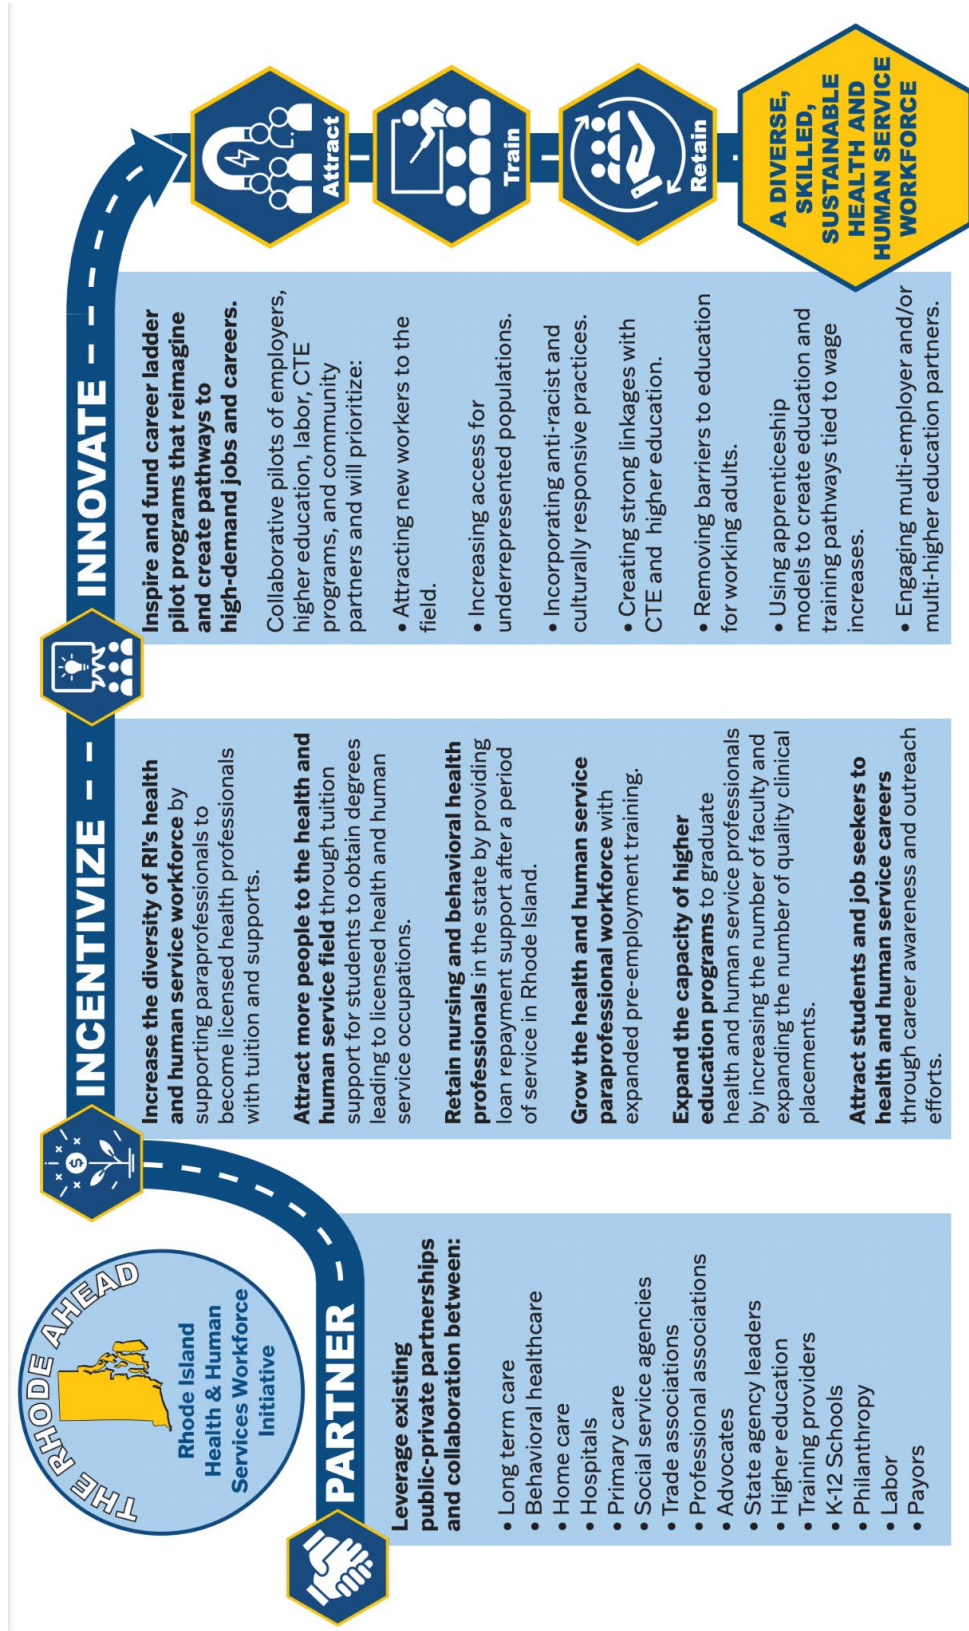 THE RHODE AHEAD
Rhode Island
Health & Human
Services Workforce
Initiative
PARTNER
Leverage existing
public-private partnerships
and collaboration between:
• Long term care
• Behavioral healthcare
• Home care
• Hospitals
• Primary care
• Social service agencies
• Trade associations
• Professional associations
• Advocates
• State agency leaders
• Higher education
• Training providers
• K-12 Schools
• Philanthropy
• Labor
• Payors
INCENTIVIZE
$
Increase the diversity of RI's health
and human service workforce by
supporting paraprofessionals to
become licensed health professionals
with tuition and supports.
Attract more people to the health and
human service field through tuition
support for students to obtain degrees
leading to licensed health and human
service occupations.
Retain nursing and behavioral health
professionals in the state by providing
loan repayment support after a period
of service in Rhode Island.
Grow the health and human service
paraprofessional workforce with
expanded pre-employment training.
Expand the capacity of higher
education programs to graduate
health and human service professionals
by increasing the number of faculty and
expanding the number of quality clinical
placements.
Attract students and job seekers to
health and human service careers
through career awareness and outreach
efforts.
INNOVATE
Inspire and fund career ladder
pilot programs that reimagine
and create pathways to
high-demand jobs and careers.
Collaborative pilots of employers,
higher education, labor, CTE
programs, and community
partners and will prioritize:
• Attracting new workers to the
field.
• Increasing access for
underrepresented populations.
• Incorporating anti-racist and
culturally responsive practices.
• Creating strong linkages with
CTE and higher education.
• Removing barriers to education
for working adults.
• Using apprenticeship
models to create education and
training pathways tied to wage
increases.
• Engaging multi-employer and/or
multi-higher education partners.
Attract
Train
Retain
A DIVERSE,
SKILLED,
SUSTAINABLE
HEALTH AND
HUMAN SERVICE
WORKFORCE